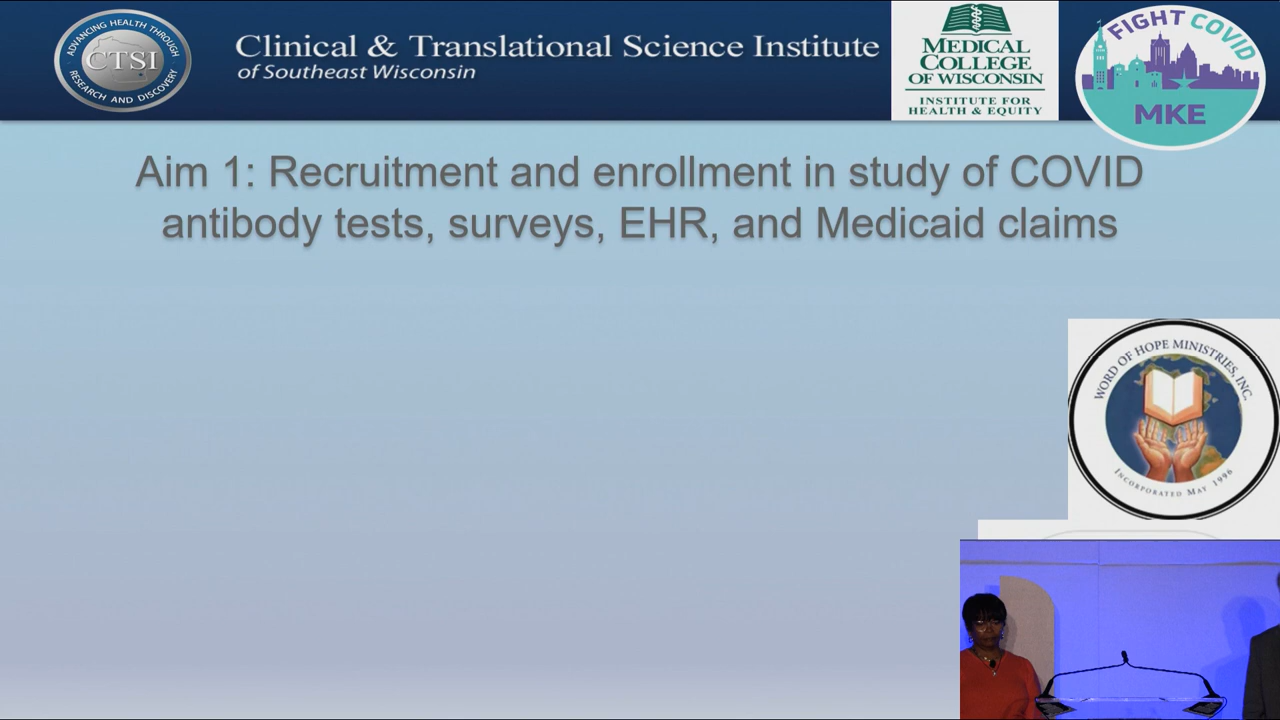 ADVANCING HEALTH THROUGH
CTSI
RESEARCH AND DISCOVERY
Clinical & Translational Science Institute
of Southeast Wisconsin
MEDICAL
COLLEGE
OF WISCONSIN
INSTITUTE FOR
HEALTH & EQUITY
FIGHT COVID
MKE
Aim 1: Recruitment and enrollment in study of COVID
antibody tests, surveys, EHR, and Medicaid claims
WORD OF HOPE MINISTRIES, INC.
INCORPORATED MAY 1996